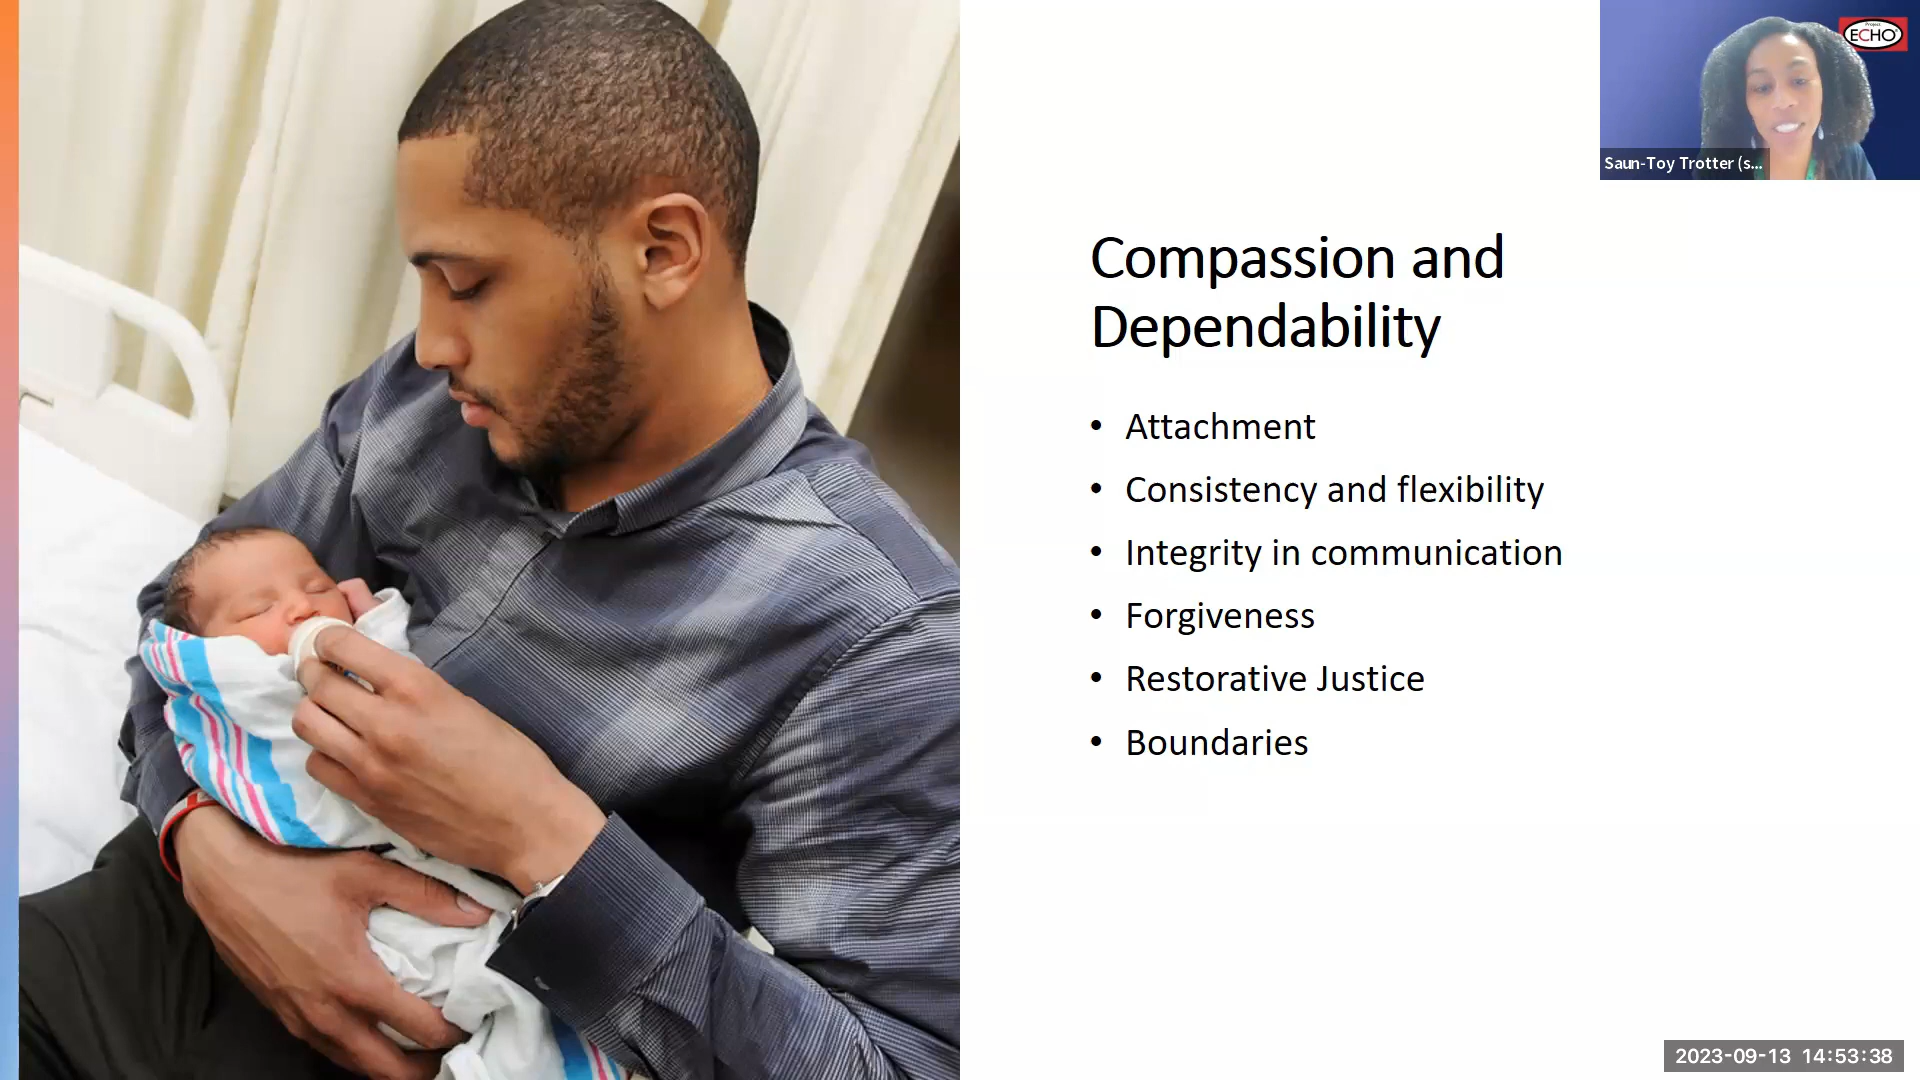 Project
ECHO
Saun-Toy Trotter (s...
Compassion and
Dependability
• Attachment
• Consistency and flexibility
• Integrity in communication
• Forgiveness
• Restorative Justice
• Boundaries
2023-09-13 14:53:38